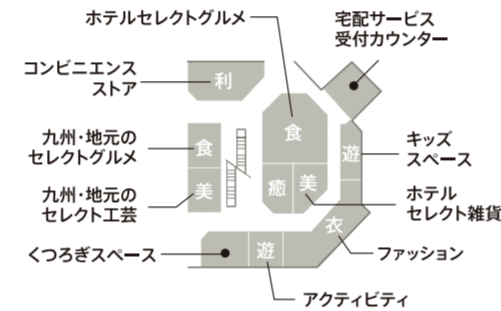 ホテルセレクトグルメ
宅配サービス
受付カウンター
コンビニエンス
ストア
利
九州・地元の
セレクトグルメ
食
食
遊
キッズ
スペース
九州・地元の
セレクト工芸
美
癒
美
ホテル
セレクト雑貨
衣
くつろぎスペース
遊
ファッション
アクティビティ